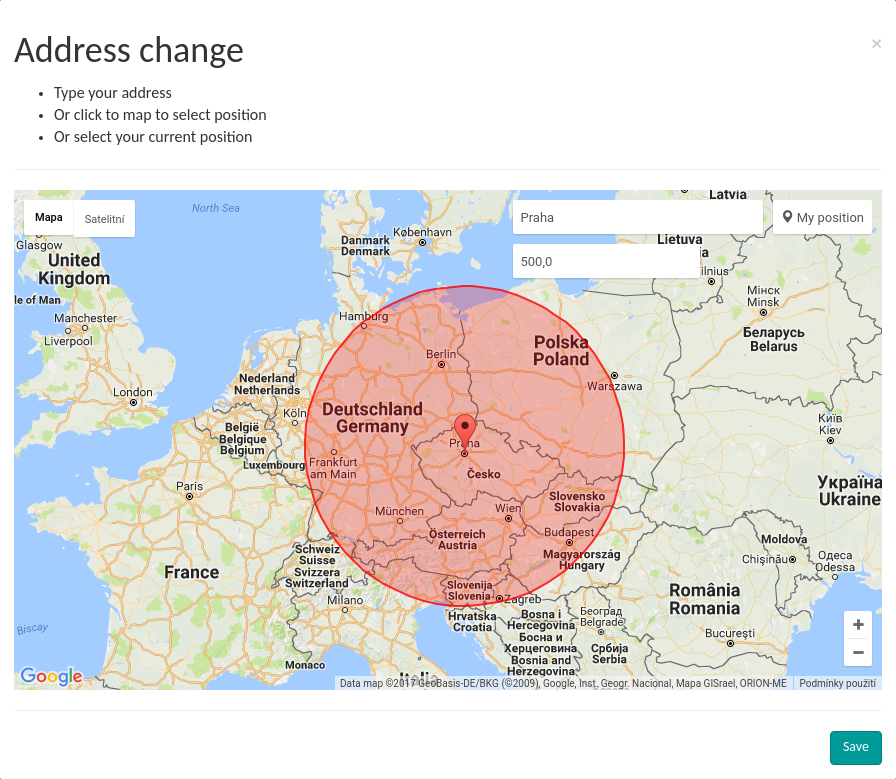 Address change
×
Type your address
Or click to map to select position
Or select your current position
Mapa
Satelitní
Praha
My position
500,0
North Sea
Latvia
Glasgow
United
Kingdom
København
Danmark
Denmark
Lietuva
Vilnius
le of Man
Manchester
Liverpool
Мінск
Minsk
Hamburg
Беларусь
Belarus
Polska
Poland
Berlin
Warszawa
London
Nederland
Netherlands
Deutschland
Germany
Köln
België
Belgique
Belgium
Київ
Kiev
Praha
Luxembourg
Frankfurt
am Main
Česko
Paris
Україна
Ukraine
Slovensko
Slovakia
München
Wien
Österreich
Austria
Budapest
Magyarország
Hungary
Moldova
Chișinău
Одеса
Odessa
Schweiz
Suisse
Svizzera
Switzerland
France
Slovenija
Slovenia
Zagreb
România
Romania
Milano
Hrvatska
Croatia
Bosna i
Hercegovina
Босна и
Херцеговина
Bosnia and
Herzegovina
Београд
Belgrade
Србија
Serbia
București
Biscay
Monaco
Italia
+
−
Google
Data map ©2017 GeoBasis-DE/BKG (©2009), Google, Inst. Geogr. Nacional, Mapa GISrael, ORION-ME
Podmínky použití
Save